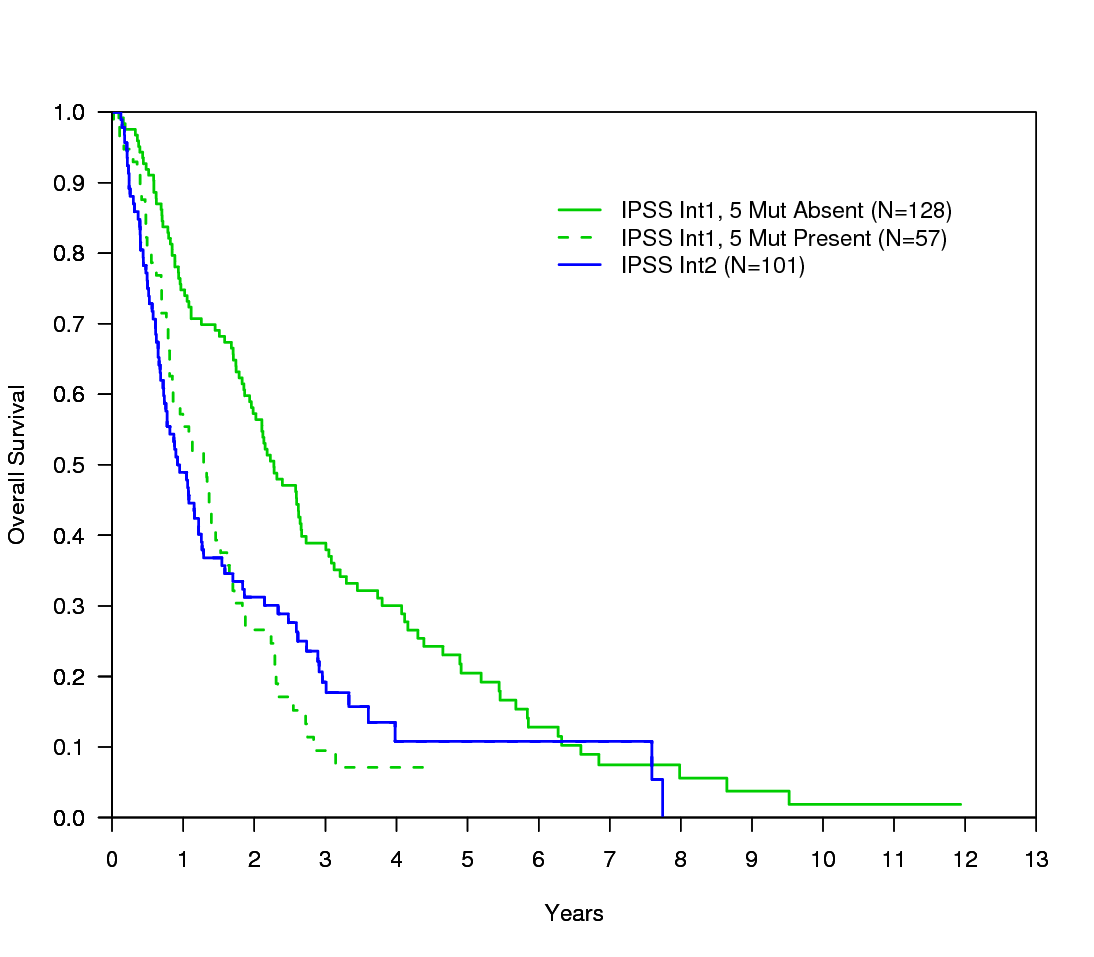 1.0
0.9
0.8
0.7
0.6
0.5
0.4
0.3
0.2
0.1
0.0
Overall Survival
IPSS Int1, 5 Mut Absent (N=128)
IPSS Int1, 5 Mut Present (N=57)
IPSS Int2 (N=101)
0 1 2 3 4 5 6 7 8 9 10 11 12 13
Years